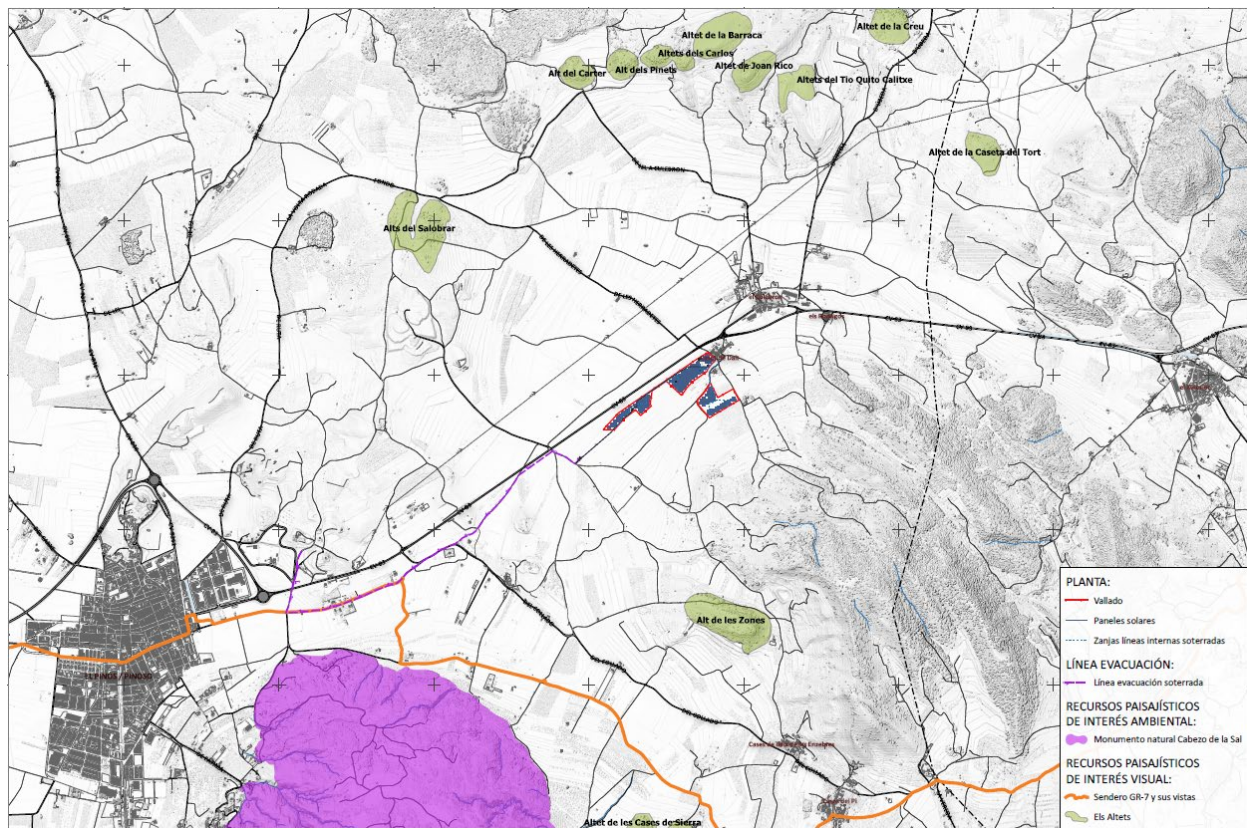 Altet de la Creu
Altet de la Barraca
Altets dels Carlos
Alt del Carter
Alt dels Pinets
Altet de Joan Rico
Altets del Tio Quito Calitxe
Altet de la Caseta del Tort
Alts del Salobrar
Alt de les Zones
EL PINÓS / PINOSO
Altet de les Cases de Sierra
PLANTA:
Vallado
Paneles solares
Zanjas líneas internas soterradas
LÍNEA EVACUACIÓN:
Línea evacuación soterrada
RECURSOS PAISAJÍSTICOS
DE INTERÉS AMBIENTAL:
Monumento natural Cabezo de la Sal
RECURSOS PAISAJÍSTICOS
DE INTERÉS VISUAL:
Sendero GR-7 y sus vistas
Els Altets